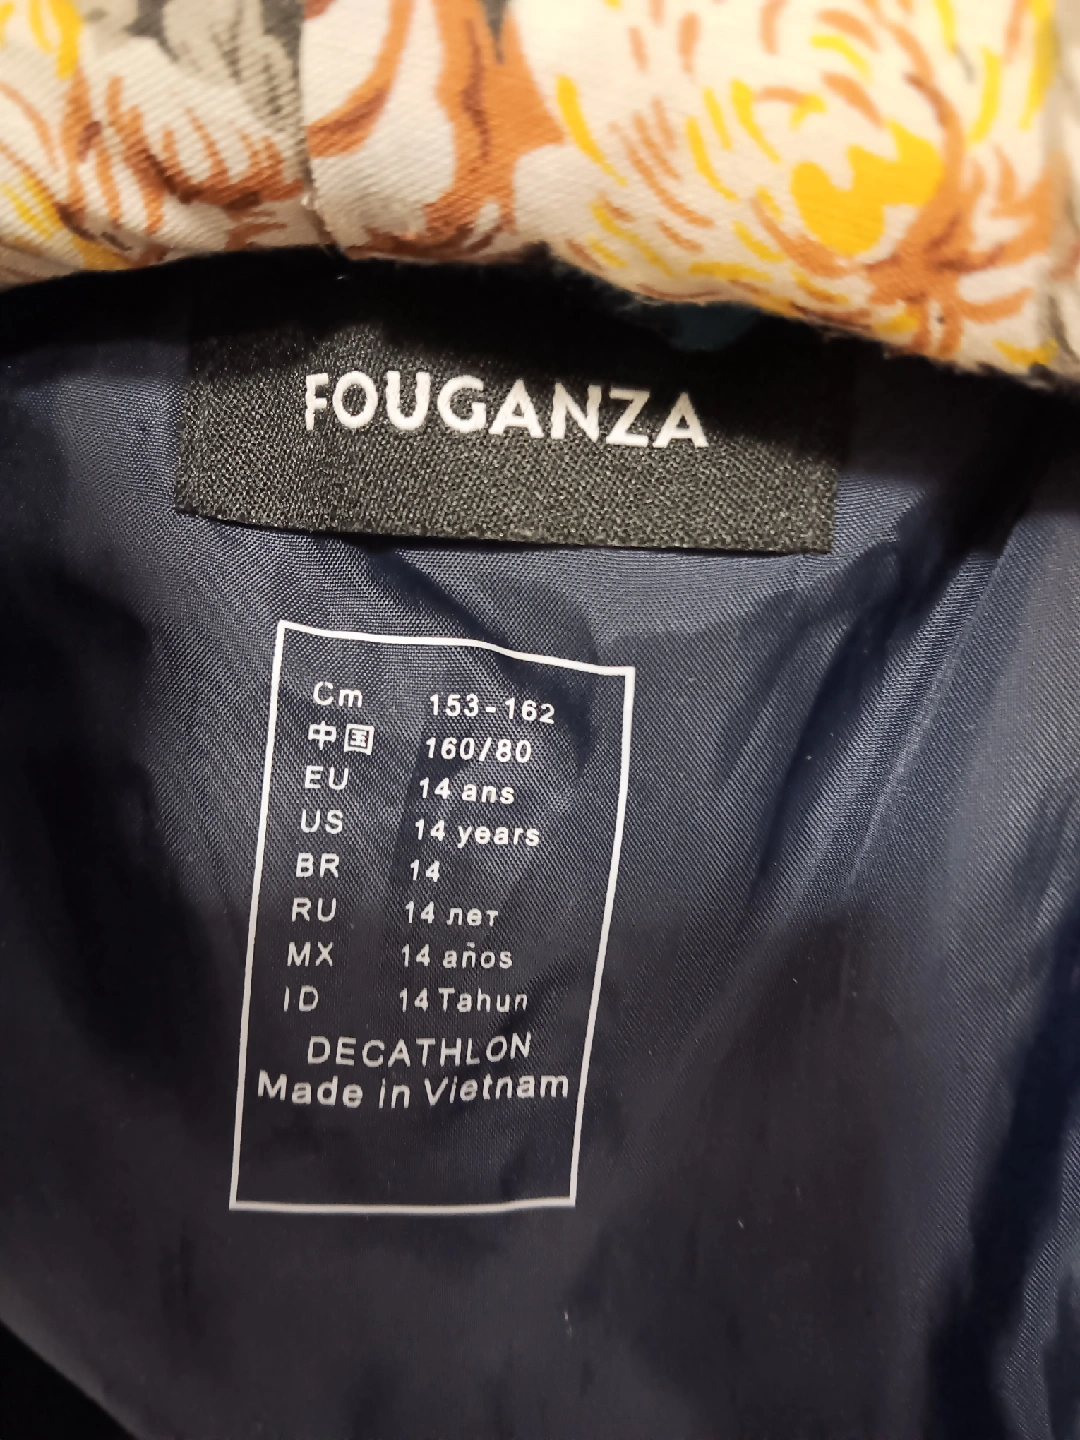 FOUGANZA
Cm 153-162
中国 160/80
EU 14 ans
US 14 years
BR 14
RU 14 лет
MX 14 años
ID 14 Tahun
DECATHLON
Made in Vietnam